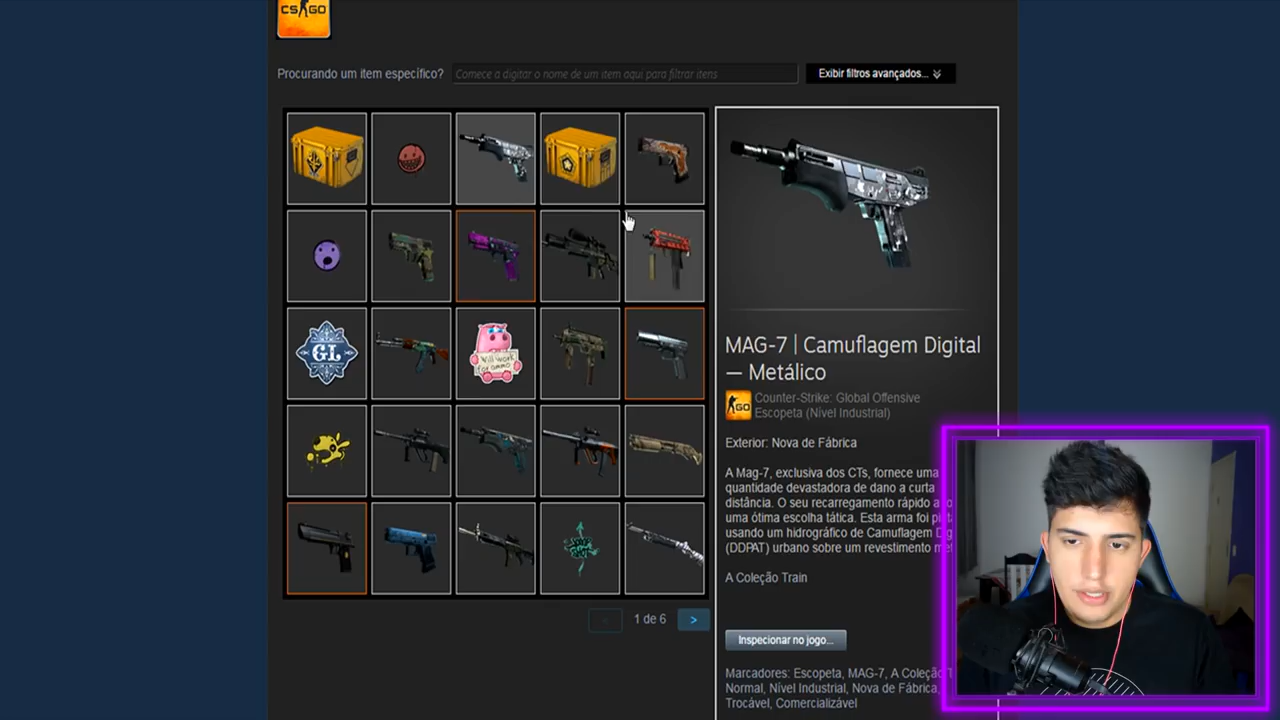 CS GO
Procurando um item específico?
Comece a digitar o nome de um item aqui para filtrar itens
Exibir filtros avançados...
G.L.
Will work for ammo
1 de 6
>
MAG-7 | Camuflagem Digital
— Metálico
GO
Counter-Strike: Global Offensive
Escopeta (Nível Industrial)
Exterior: Nova de Fábrica
A Mag-7, exclusiva dos CTs, fornece uma
quantidade devastadora de dano a curta
distância. O seu recarregamento rápido a
uma ótima escolha tática. Esta arma foi
usando um hidrográfico de Camuflagem
(DDPAT) urbano sobre um revestimento
A Coleção Train
Inspecionar no jogo...
Marcadores: Escopeta, MAG-7, A Coleção
Normal, Nível Industrial, Nova de Fábrica,
Trocável, Comercializável